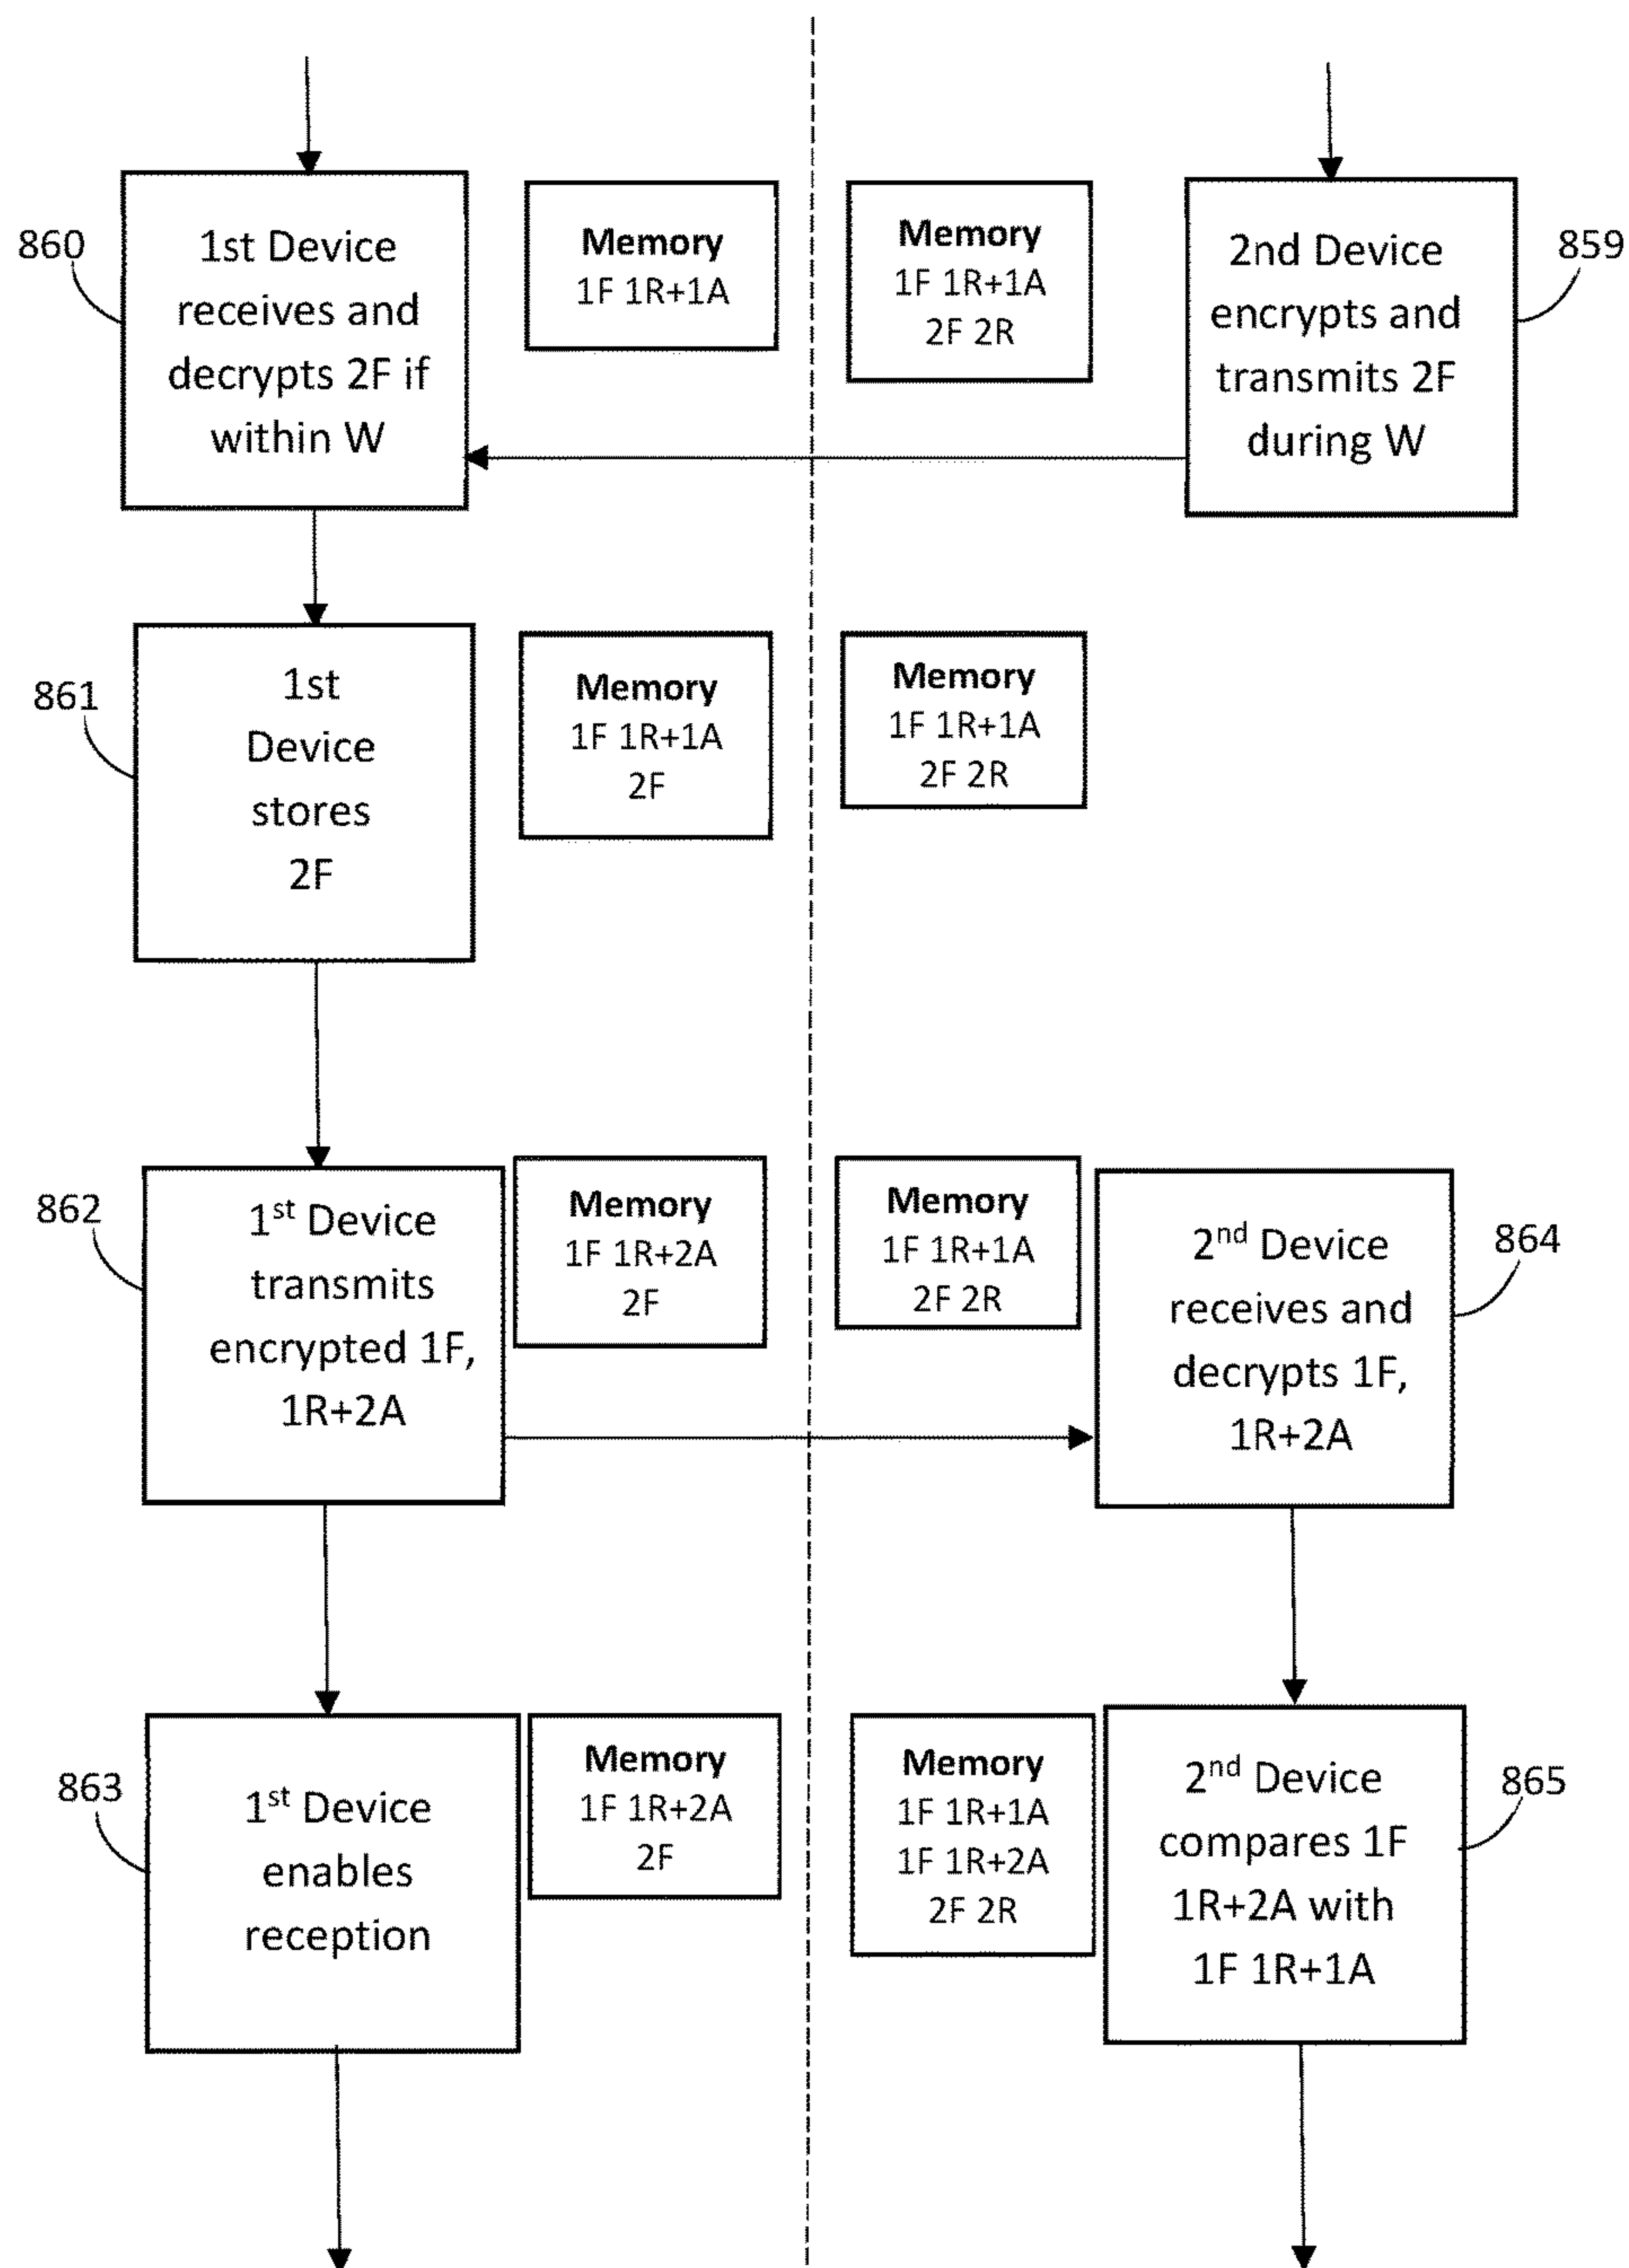 860
1st Device
receives and
decrypts 2F if
within W
Memory
1F 1R+1A
Memory
1F 1R+1A
2F 2R
2nd Device
encrypts and
transmits 2F
during W
859
861
1st
Device
stores
2F
Memory
1F 1R+1A
2F
Memory
1F 1R+1A
2F 2R
862
1st Device
transmits
encrypted 1F,
1R+2A
Memory
1F 1R+2A
2F
Memory
1F 1R+1A
2F 2R
2nd Device
receives and
decrypts 1F,
1R+2A
864
863
1st Device
enables
reception
Memory
1F 1R+2A
2F
Memory
1F 1R+1A
1F 1R+2A
2F 2R
2nd Device
compares 1F
1R+2A with
1F 1R+1A
865